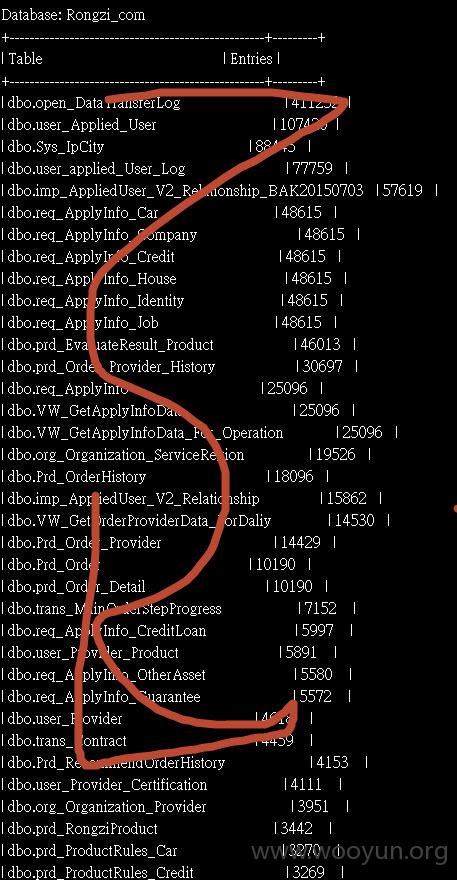 Database: Rongzi_com
+------------------------------------------------+---------+
| Table | Entries |
+------------------------------------------------+---------+
| dbo.open_DataTransferLog | 411252 |
| dbo.user_Applied_User | |
| dbo.Sys_IpCity | |
| dbo.user_applied_User_Log | 77759 |
| dbo.imp_AppliedUser_V2_Relationship_BAK20150703 | 57619 |
| dbo.req_ApplyInfo_Car | 48615 |
| dbo.req_ApplyInfo_Company | 48615 |
| dbo.req_ApplyInfo_Credit | 48615 |
| dbo.req_ApplyInfo_House | 48615 |
| dbo.req_ApplyInfo_Identity | 48615 |
| dbo.req_ApplyInfo_Job | 48615 |
| dbo.prd_EvaluateResult_Product | 46013 |
| dbo.prd_Order_Provider_History | 30697 |
| dbo.req_ApplyInfo | 25096 |
| dbo.VW_GetApplyInfoData | 25096 |
| dbo.VW_GetApplyInfoData_For_Operation | 25096 |
| dbo.org_Organization_ServiceRegion | 19526 |
| dbo.Prd_OrderHistory | 18096 |
| dbo.imp_AppliedUser_V2_Relationship | 15862 |
| dbo.VW_GetOrderProviderData_ForDaliy | 14530 |
| dbo.Prd_Order_Provider | 14429 |
| dbo.Prd_Order | 10190 |
| dbo.prd_Order_Detail | 10190 |
| dbo.trans_MainOrderStepProgress | 7152 |
| dbo.req_ApplyInfo_CreditLoan | 5997 |
| dbo.user_Provider_Product | 5891 |
| dbo.req_ApplyInfo_OtherAsset | 5580 |
| dbo.req_ApplyInfo_Guarantee | 5572 |
| dbo.user_Provider | |
| dbo.trans_Contract | 4459 |
| dbo.Prd_RecommendOrderHistory | 4153 |
| dbo.user_Provider_Certification | 4111 |
| dbo.org_Organization_Provider | 3951 |
| dbo.prd_RongziProduct | 3442 |
| dbo.prd_ProductRules_Car | 3270 |
| dbo.prd_ProductRules_Credit | 3269 |
www.wooyun.org